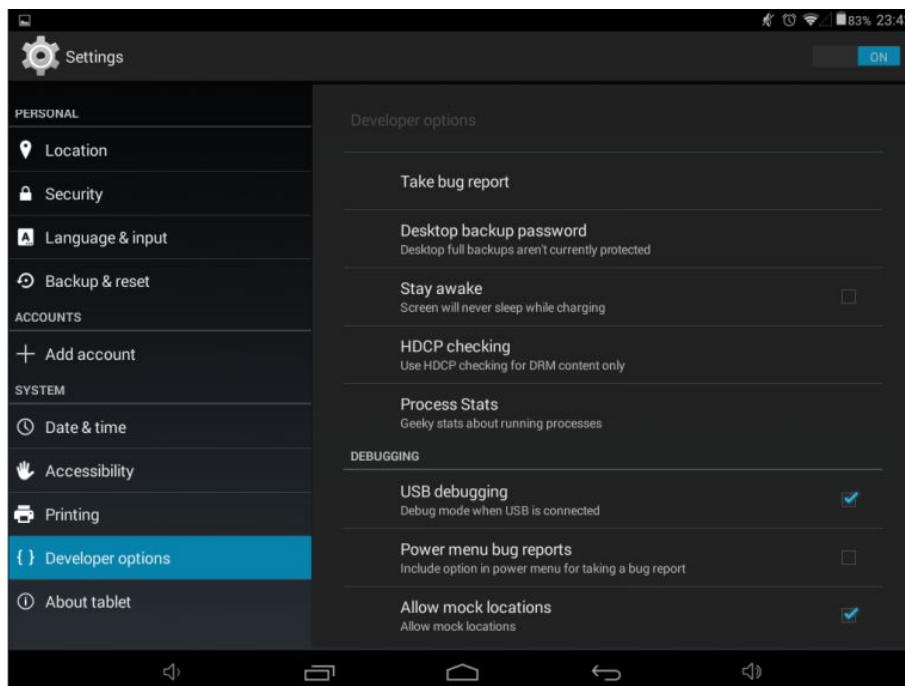 83% 23:4
Settings
ON
PERSONAL
Location
Security
A
Language & input
Backup & reset
ACCOUNTS
Add account
SYSTEM
Date & time
Accessibility
Printing
{ } Developer options
About tablet
Developer options
Take bug report
Desktop backup password
Desktop full backups aren't currently protected
Stay awake
Screen will never sleep while charging
HDCP checking
Use HDCP checking for DRM content only
Process Stats
Geeky stats about running processes
DEBUGGING
USB debugging
Debug mode when USB is connected
Power menu bug reports
Include option in power menu for taking a bug report
Allow mock locations
Allow mock locations